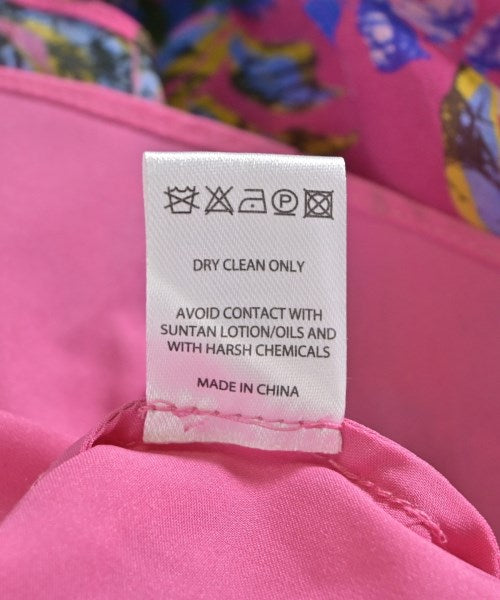 DRY CLEAN ONLY
AVOID CONTACT WITH
SUNTAN LOTION/OILS AND
WITH HARSH CHEMICALS
MADE IN CHINA